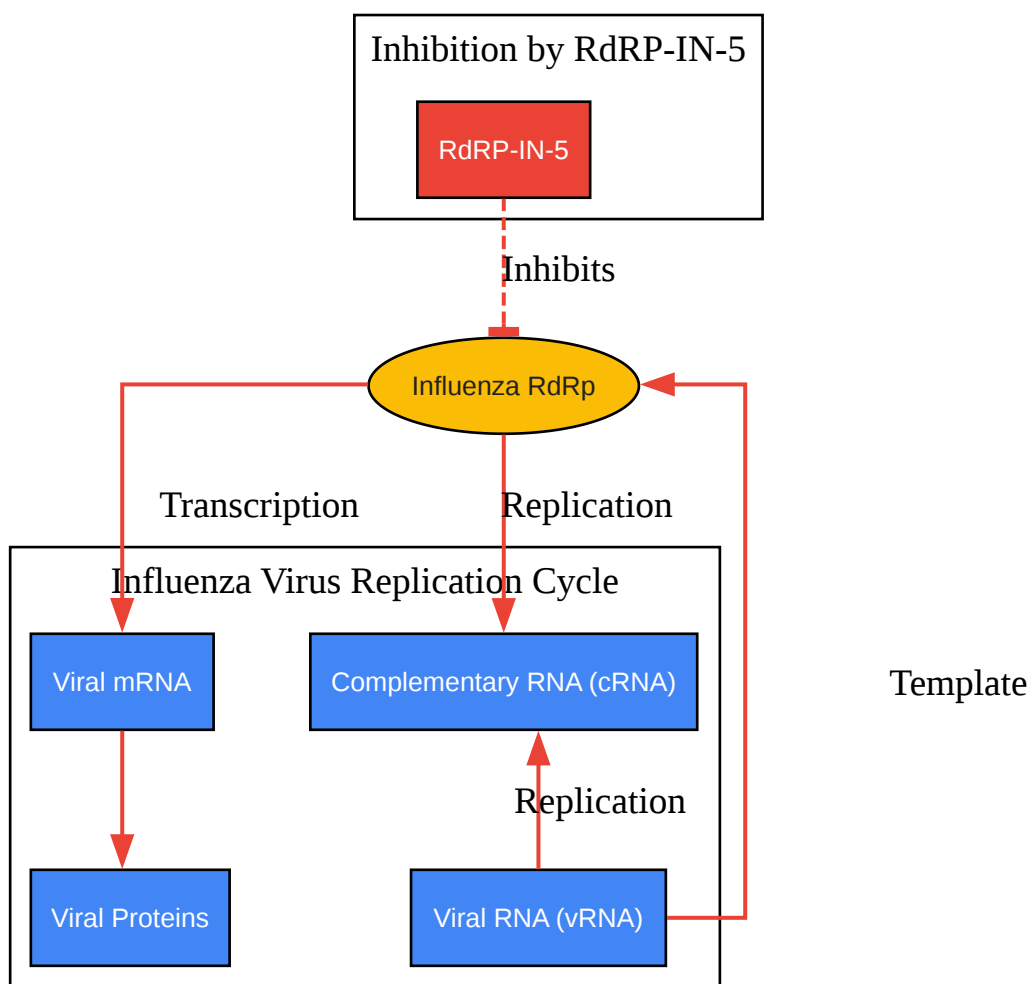 Inhibition by RdRP-IN-5
RdRP-IN-5
Inhibits
Influenza RdRp
Transcription
Replication
Influenza Virus Replication Cycle
Viral mRNA
Complementary RNA (cRNA)
Template
Replication
Viral Proteins
Viral RNA (vRNA)